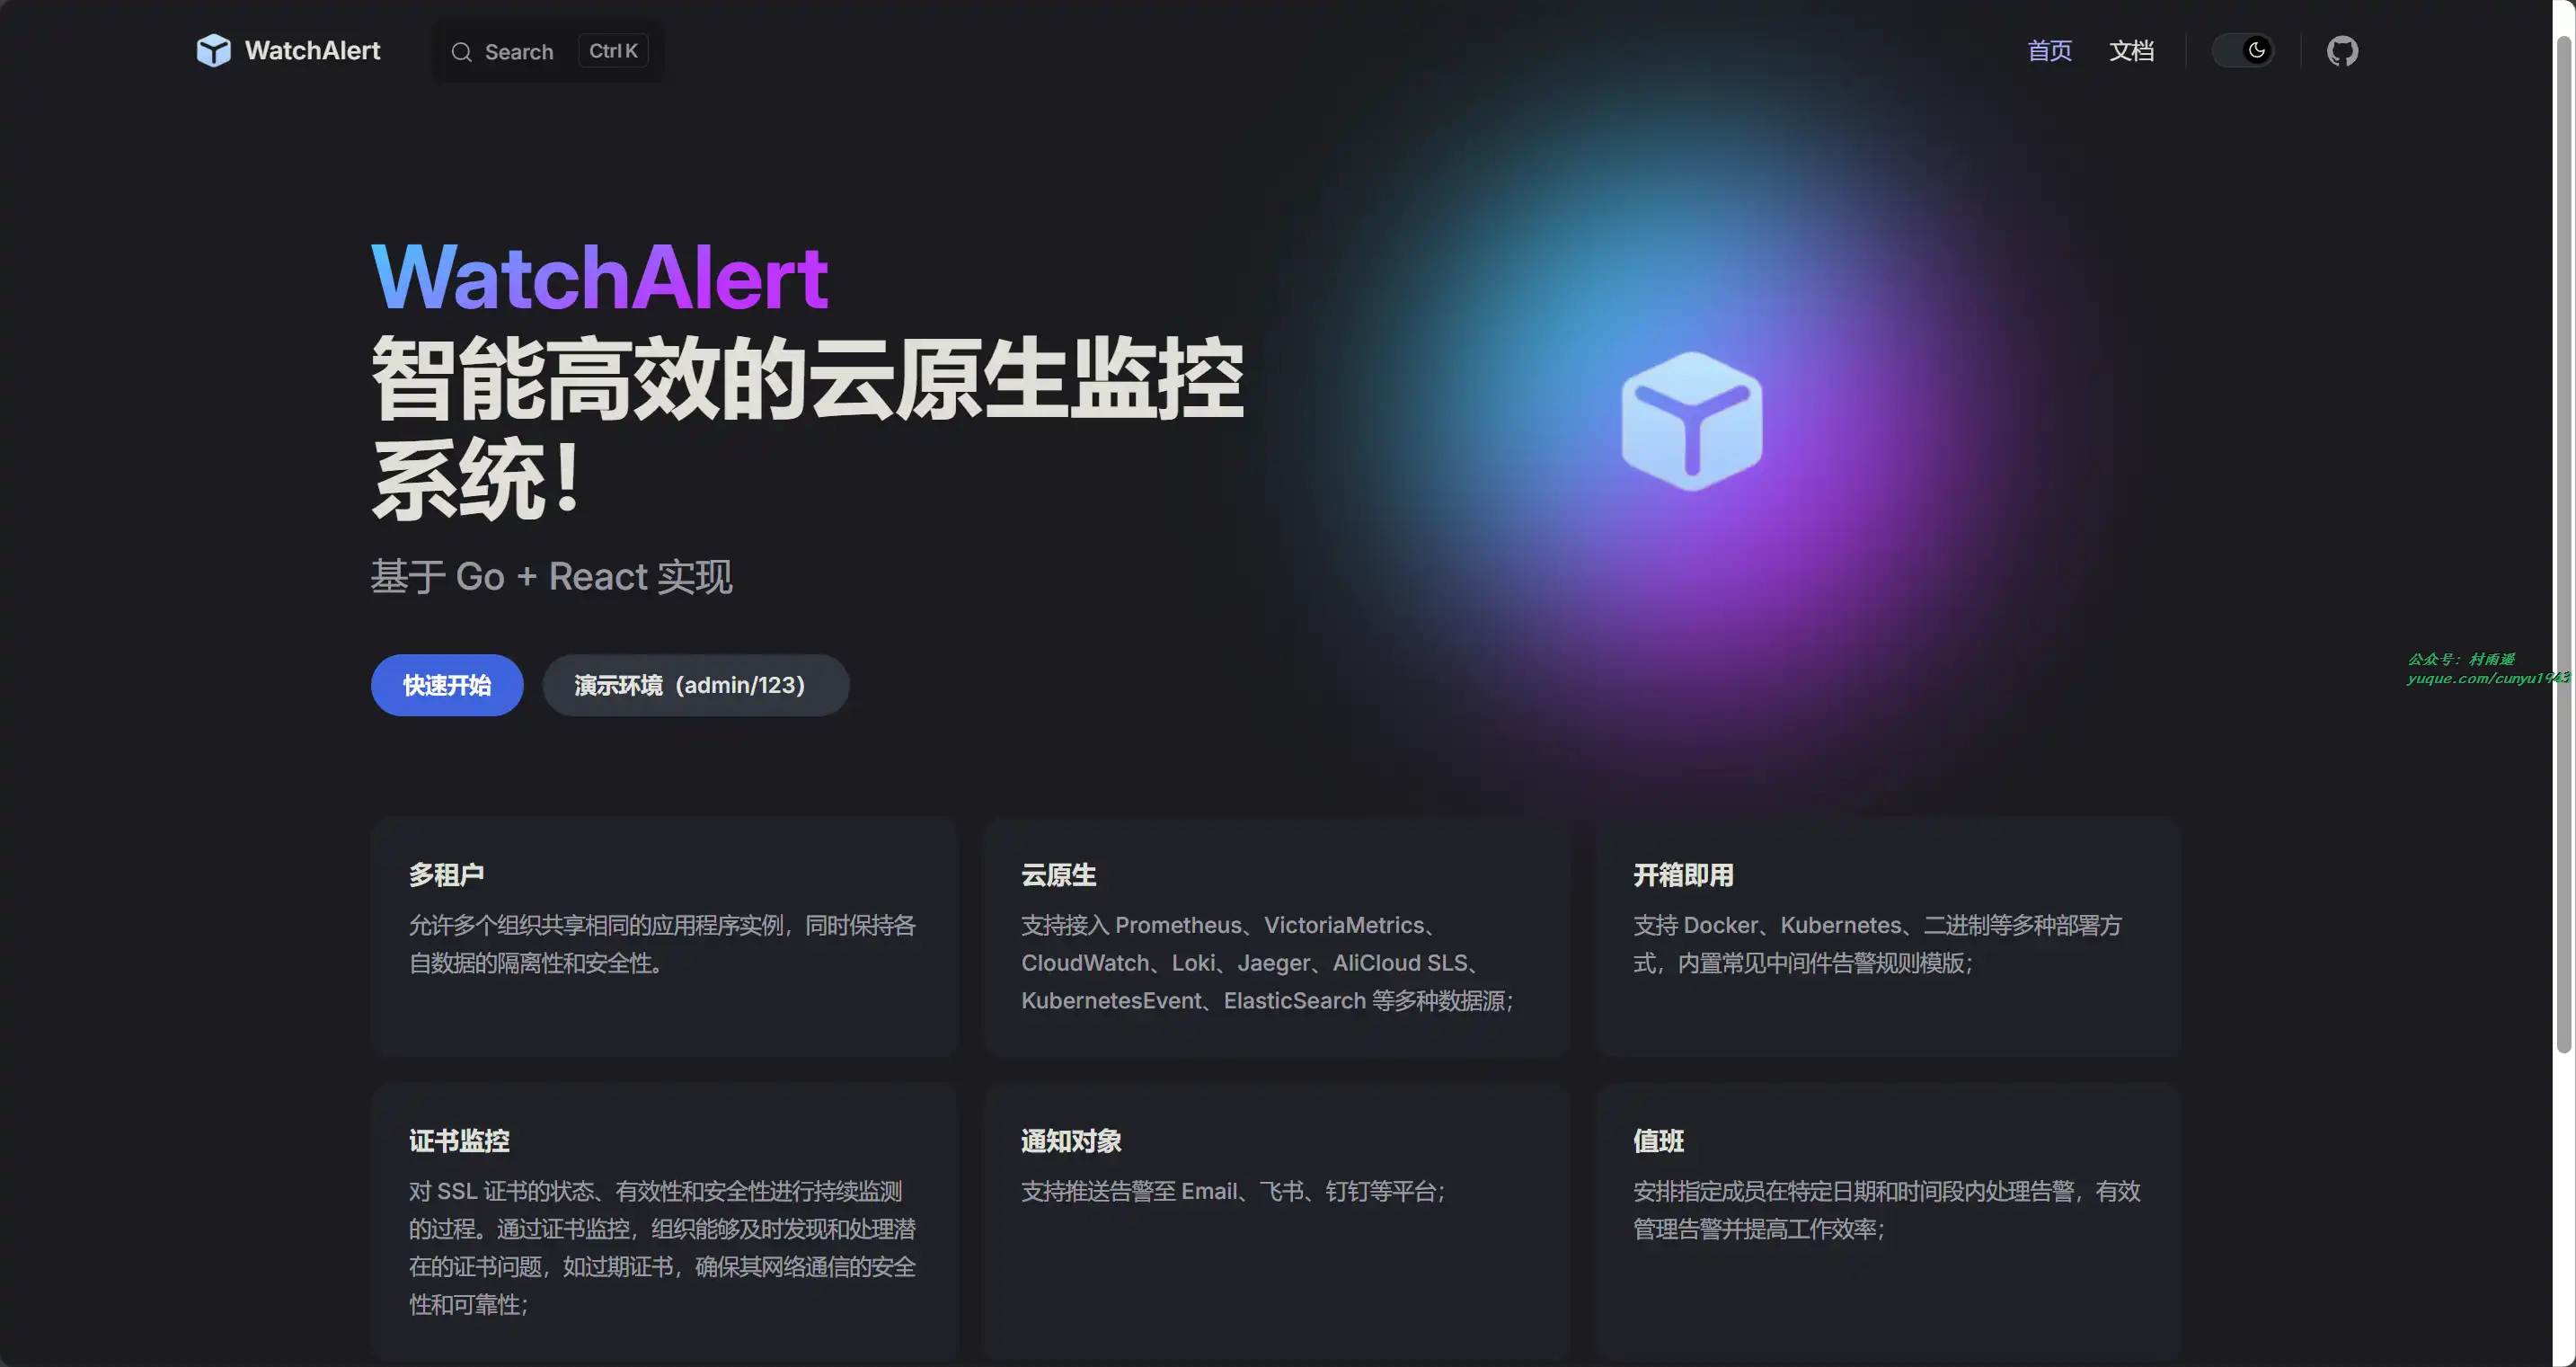 WatchAlert
Search
Ctrl K
首页
文档
WatchAlert
智能高效的云原生监控
系统！
基于 Go + React 实现
快速开始
演示环境（admin/123）
多租户
允许多个组织共享相同的应用程序实例，同时保持各
自数据的隔离性和安全性。
云原生
支持接入 Prometheus、VictoriaMetrics、
CloudWatch、Loki、Jaeger、AliCloud SLS、
KubernetesEvent、ElasticSearch 等多种数据源；
开箱即用
支持 Docker、Kubernetes、二进制等多种部署方
式，内置常见中间件告警规则模版；
证书监控
对 SSL 证书的状态、有效性和安全性进行持续监测
的过程。通过证书监控，组织能够及时发现和处理潜
在的证书问题，如过期证书，确保其网络通信的安全
性和可靠性；
通知对象
支持推送告警至 Email、飞书、钉钉等平台；
值班
安排指定成员在特定日期和时间段内处理告警，有效
管理告警并提高工作效率；
公众号：村雨遥
yuque.com/cunyu1943